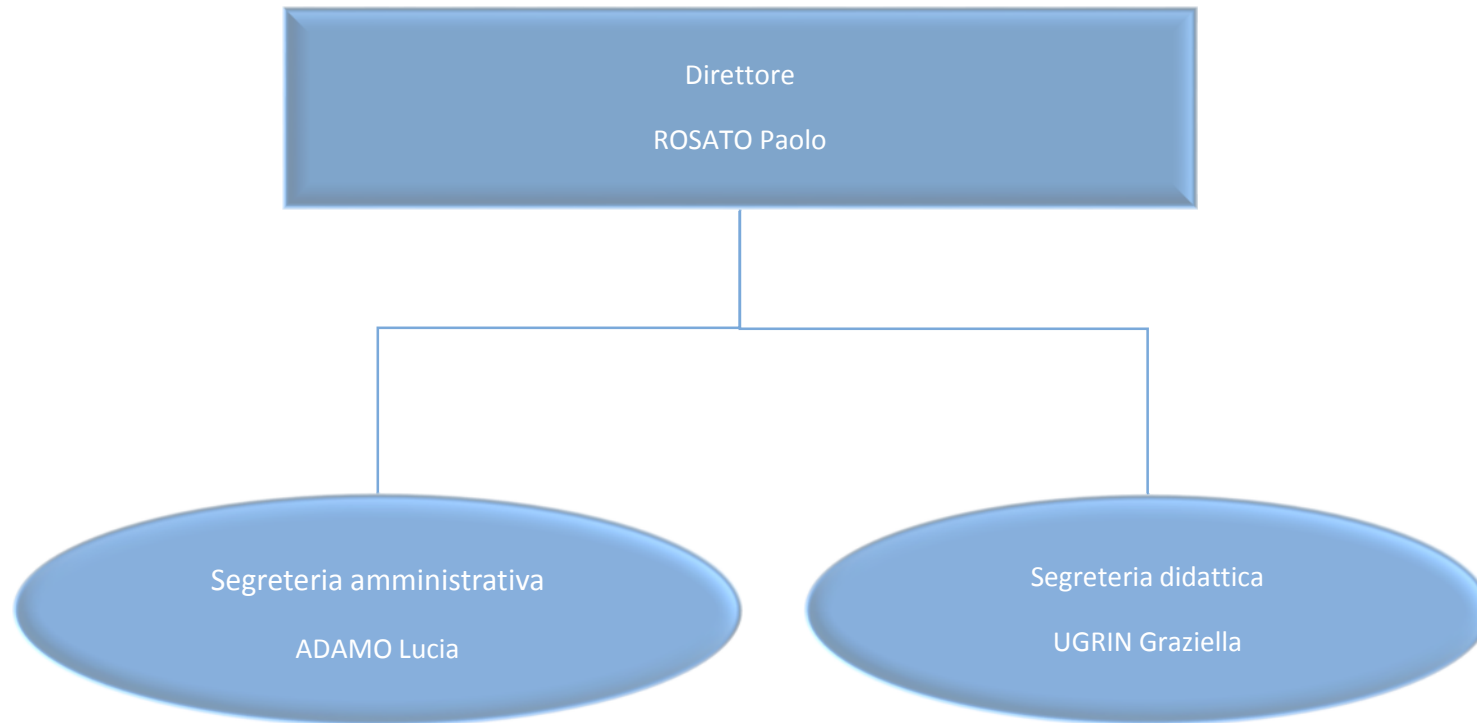 Direttore
ROSATO Paolo
Segreteria amministrativa
ADAMO Lucia
Segreteria didattica
UGRIN Graziella